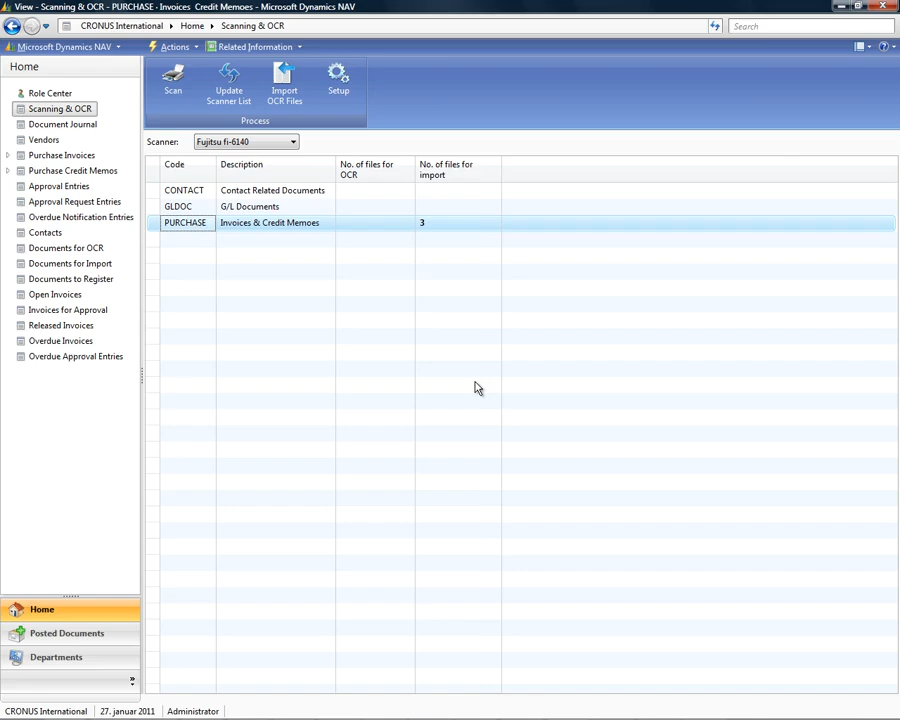 View - Scanning & OCR - PURCHASE · Invoices  Credit Memoes - Microsoft Dynamics NAV
CRONUS International
Home
Scanning & OCR
Search
Microsoft Dynamics NAV
Actions
Related Information
Home
Role Center
Scanning & OCR
Document Journal
Vendors
Purchase Invoices
Purchase Credit Memos
Approval Entries
Approval Request Entries
Overdue Notification Entries
Contacts
Documents for OCR
Documents for Import
Documents to Register
Open Invoices
Invoices for Approval
Released Invoices
Overdue Invoices
Overdue Approval Entries
Home
Posted Documents
Departments
Scan
Update
Scanner List
Import
OCR Files
Setup
Process
Scanner:
Fujitsu fi-6140
Code
Description
No. of files for
OCR
No. of files for
import
CONTACT
Contact Related Documents
GLDOC
G/L Documents
PURCHASE
Invoices & Credit Memoes
3
CRONUS International
27. januar 2011
Administrator